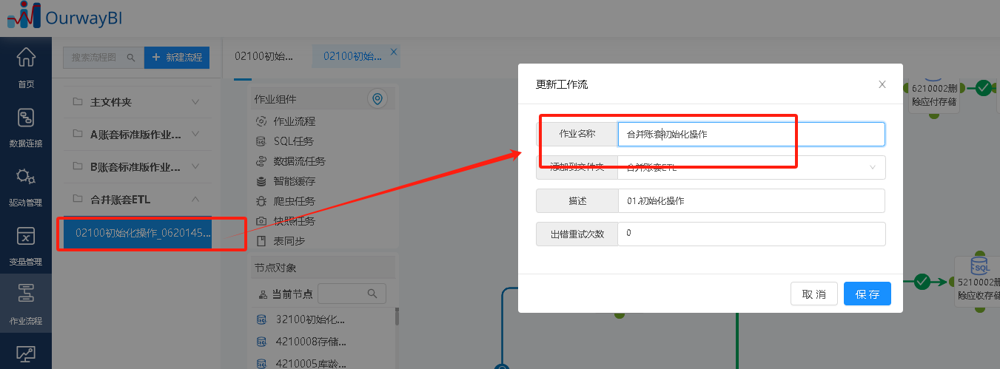 OurwayBI
首页
数据连接
驱动管理
变量管理
作业流程
搜索流程图
+ 新建流程
主文件夹
A账套标准版作业...
B账套标准版作业...
合并账套ETL
02100初始化操作_0620145...
02100初始...
02100初始...
作业组件
作业流程
SQL任务
数据流任务
智能缓存
爬虫任务
快照任务
表同步
节点对象
当前节点
32100初始化...
4210008存储...
4210005库龄...
更新工作流
作业名称
合并账套初始化操作
添加到文件夹
合并账套ETL
描述
01.初始化操作
出错重试次数
0
取消
保存
6210002删
除应付存储
SQL
5210002删
除应收存储